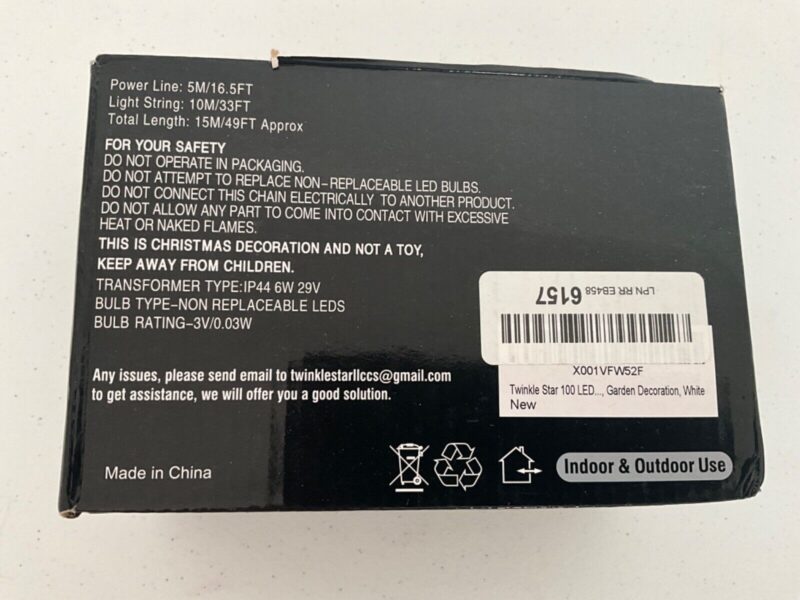 Power Line: 5M/16.5FT
Light String: 10M/33FT
Total Length: 15M/49FT Approx
FOR YOUR SAFETY
DO NOT OPERATE IN PACKAGING.
DO NOT ATTEMPT TO REPLACE NON-REPLACEABLE LED BULBS.
DO NOT CONNECT THIS CHAIN ELECTRICALLY TO ANOTHER PRODUCT.
DO NOT ALLOW ANY PART TO COME INTO CONTACT WITH EXCESSIVE
HEAT OR NAKED FLAMES.
THIS IS CHRISTMAS DECORATION AND NOT A TOY,
KEEP AWAY FROM CHILDREN.
TRANSFORMER TYPE:IP44 6W 29V
BULB TYPE-NON REPLACEABLE LEDS
BULB RATING-3V/0.03W
LPN RR EB458 6157
X001VFW52F
Twinkle Star 100 LED..., Garden Decoration, White
New
Any issues, please send email to twinklestarllccs@gmail.com
to get assistance, we will offer you a good solution.
Made in China
Indoor & Outdoor Use